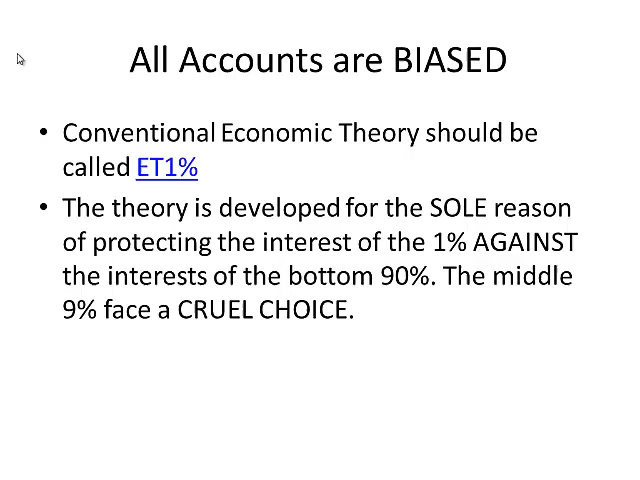 All Accounts are BIASED
• Conventional Economic Theory should be
called ET1%
• The theory is developed for the SOLE reason
of protecting the interest of the 1% AGAINST
the interests of the bottom 90%. The middle
9% face a CRUEL CHOICE.